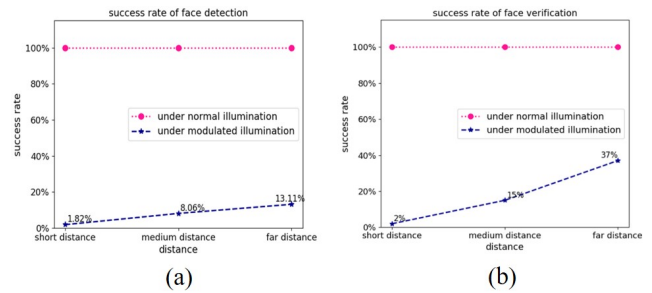 success rate of face detection
100%
80%
60%
40%
20%
0%
success rate
under normal illumination
under modulated illumination
1.82%
8.06%
13.11%
short distance
medium distance
far distance
distance
(a)
success rate of face verification
100%
80%
60%
40%
20%
0%
success rate
under normal illumination
under modulated illumination
2%
15%
37%
short distance
medium distance
far distance
distance
(b)